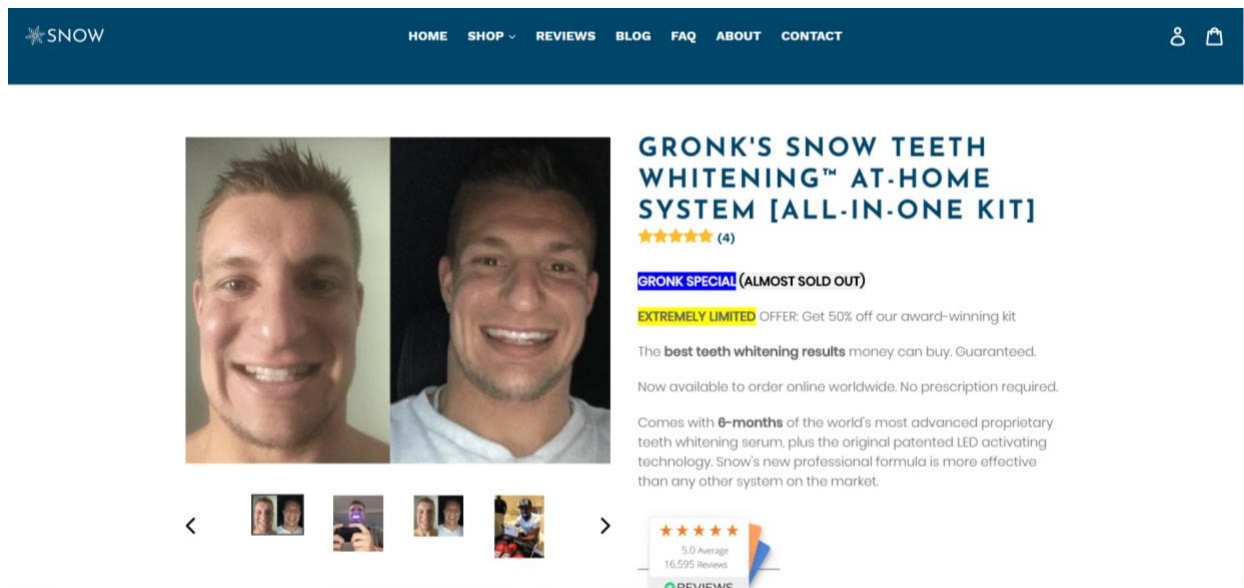 SNOW
HOME SHOP REVIEWS BLOG FAQ ABOUT CONTACT
GRONK'S SNOW TEETH
WHITENING™ AT-HOME
SYSTEM [ALL-IN-ONE KIT]
(4)
GRONK SPECIAL (ALMOST SOLD OUT)
EXTREMELY LIMITED OFFER: Get 50% off our award-winning kit
The best teeth whitening results money can buy. Guaranteed.
Now available to order online worldwide. No prescription required.
Comes with 6-months of the world's most advanced proprietary
teeth whitening serum, plus the original patented LED activating
technology. Snow's new professional formula is more effective
than any other system on the market.
5.0 Average
16,595 Reviews
REVIEWS